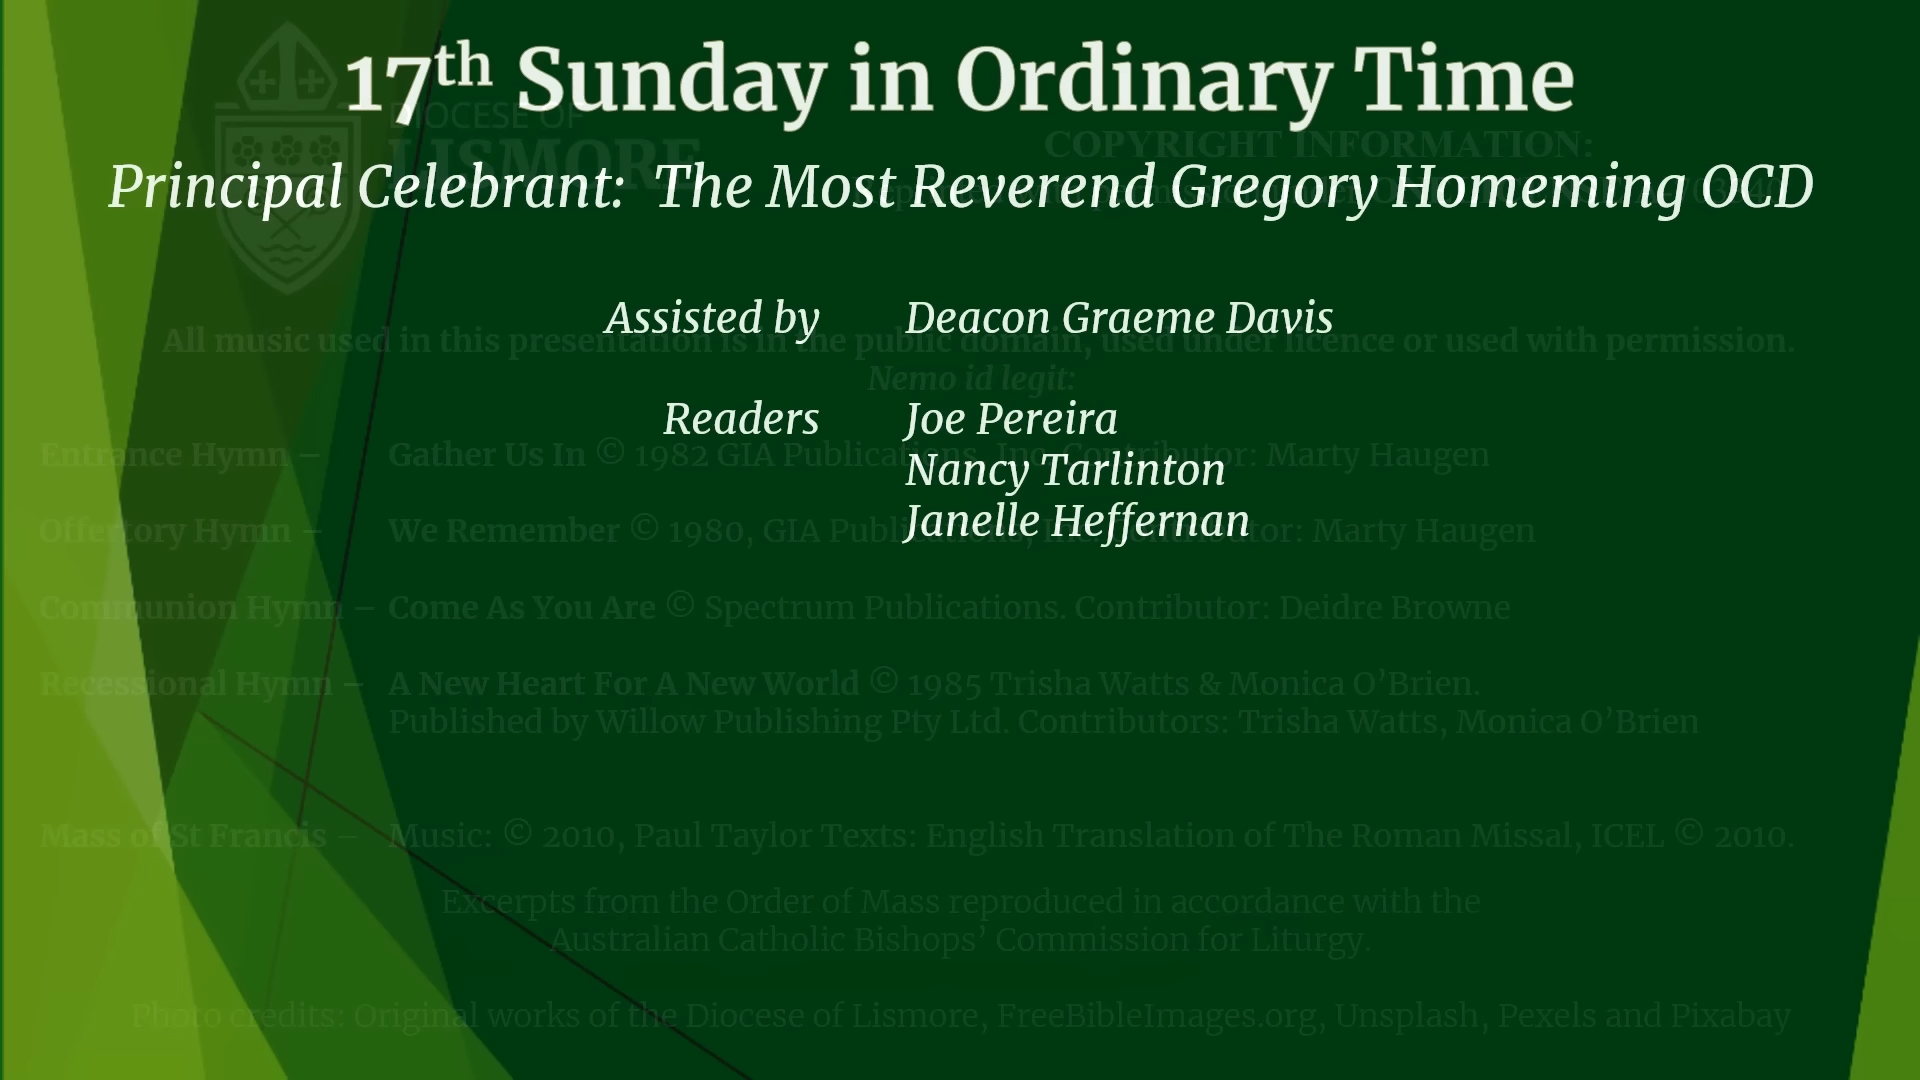 17th Sunday in Ordinary Time
DIOCESE OF
LISMORE
COPYRIGHT INFORMATION:
Principal Celebrant: The Most Reverend Gregory Homeming OCD
Assisted by Deacon Graeme Davis
All music used in this presentation is in the public domain, used under licence or used with permission.
Nemo id legit:
Readers Joe Pereira
Entrance Hymn – Gather Us In © 1982 GIA Publications, Inc. Contributor: Marty Haugen
Nancy Tarlinton
Janelle Heffernan
Offertory Hymn – We Remember © 1980, GIA Publications, Inc. Contributor: Marty Haugen
Communion Hymn – Come As You Are © Spectrum Publications. Contributor: Deidre Browne
Recessional Hymn – A New Heart For A New World © 1985 Trisha Watts & Monica O’Brien.
Published by Willow Publishing Pty Ltd. Contributors: Trisha Watts, Monica O’Brien
Mass of St Francis – Music: © 2010, Paul Taylor Texts: English Translation of The Roman Missal, ICEL © 2010.
Excerpts from the Order of Mass reproduced in accordance with the
Australian Catholic Bishops’ Commission for Liturgy.
Photo credits: Original works of the Diocese of Lismore, FreeBibleImages.org, Unsplash, Pexels and Pixabay